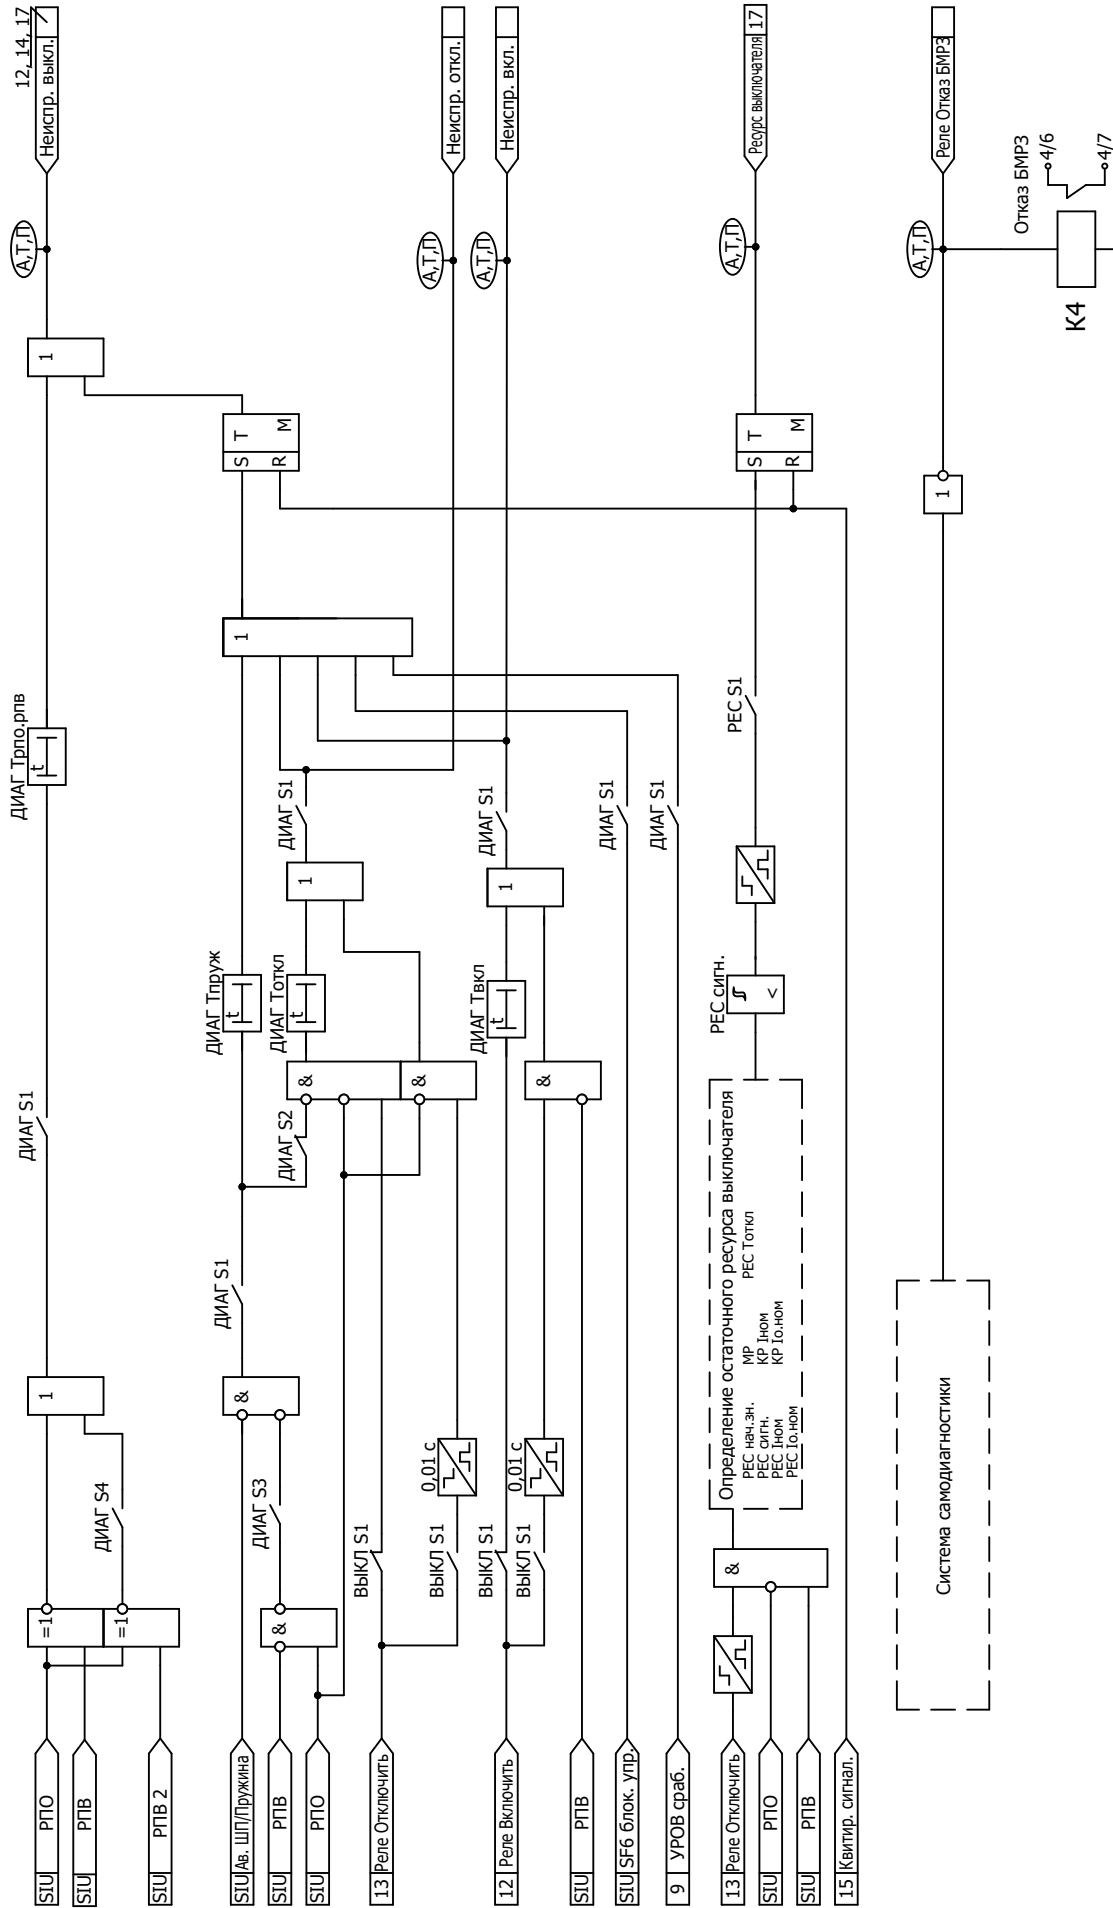 12, 14, 17
Неиспр. выкл.
Неиспр. откл.
Неиспр. вкл.
Ресурс выключателя 17
Реле Отказ БМРЗ
А,Т,П
А,Т,П
А,Т,П
А,Т,П
А,Т,П
Отказ БМРЗ
4/6
4/7
К4
1
S T
R M
S T
R M
1
1
ДИАГ Трпо.рпв
t
РЕС S1
ДИАГ S1
ДИАГ S1
ДИАГ S1
ДИАГ S1
1
1
ДИАГ Тпруж
t
ДИАГ Тоткл
t
ДИАГ Твкл
t
РЕС сигн.
<
&
&
&
ДИАГ S1
ДИАГ S2
ДИАГ S1
Определение остаточного ресурса выключателя
РЕС нач.зн.
РЕС сигн.
РЕС Iном
РЕС Iо.ном
МР
КР Iном
КР Iо.ном
РЕС Тоткл
Система самодиагностики
1
&
ДИАГ S4
ДИАГ S3
0,01 с
0,01 с
ВЫКЛ S1
ВЫКЛ S1
ВЫКЛ S1
ВЫКЛ S1
=1
=1
&
&
SIU РПО
SIU РПВ
SIU РПВ 2
SIU Ав. ШП/Пружина
SIU РПВ
SIU РПО
13 Реле Отключить
12 Реле Включить
SIU РПВ
SIU SF6 блок. упр.
9 УРОВ сраб.
13 Реле Отключить
SIU РПО
SIU РПВ
15 Квитир. сигнал.